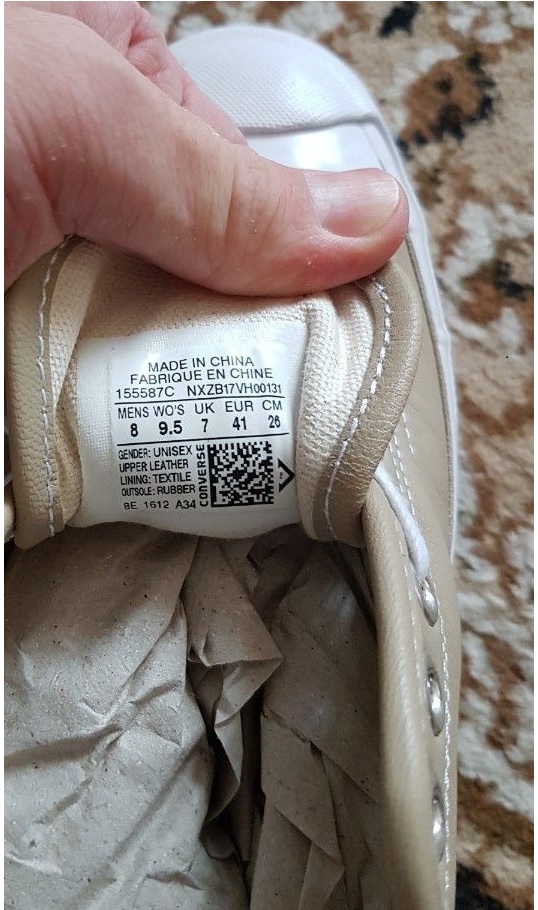 MADE IN CHINA
FABRIQUE EN CHINE
155587C NXZB17VH00131
MENS WO'S UK EUR CM
8 9.5 7 41 26
GENDER: UNISEX
UPPER LEATHER
LINING: TEXTILE
OUTSOLE: RUBBER
BE 1612 A34
CONVERSE